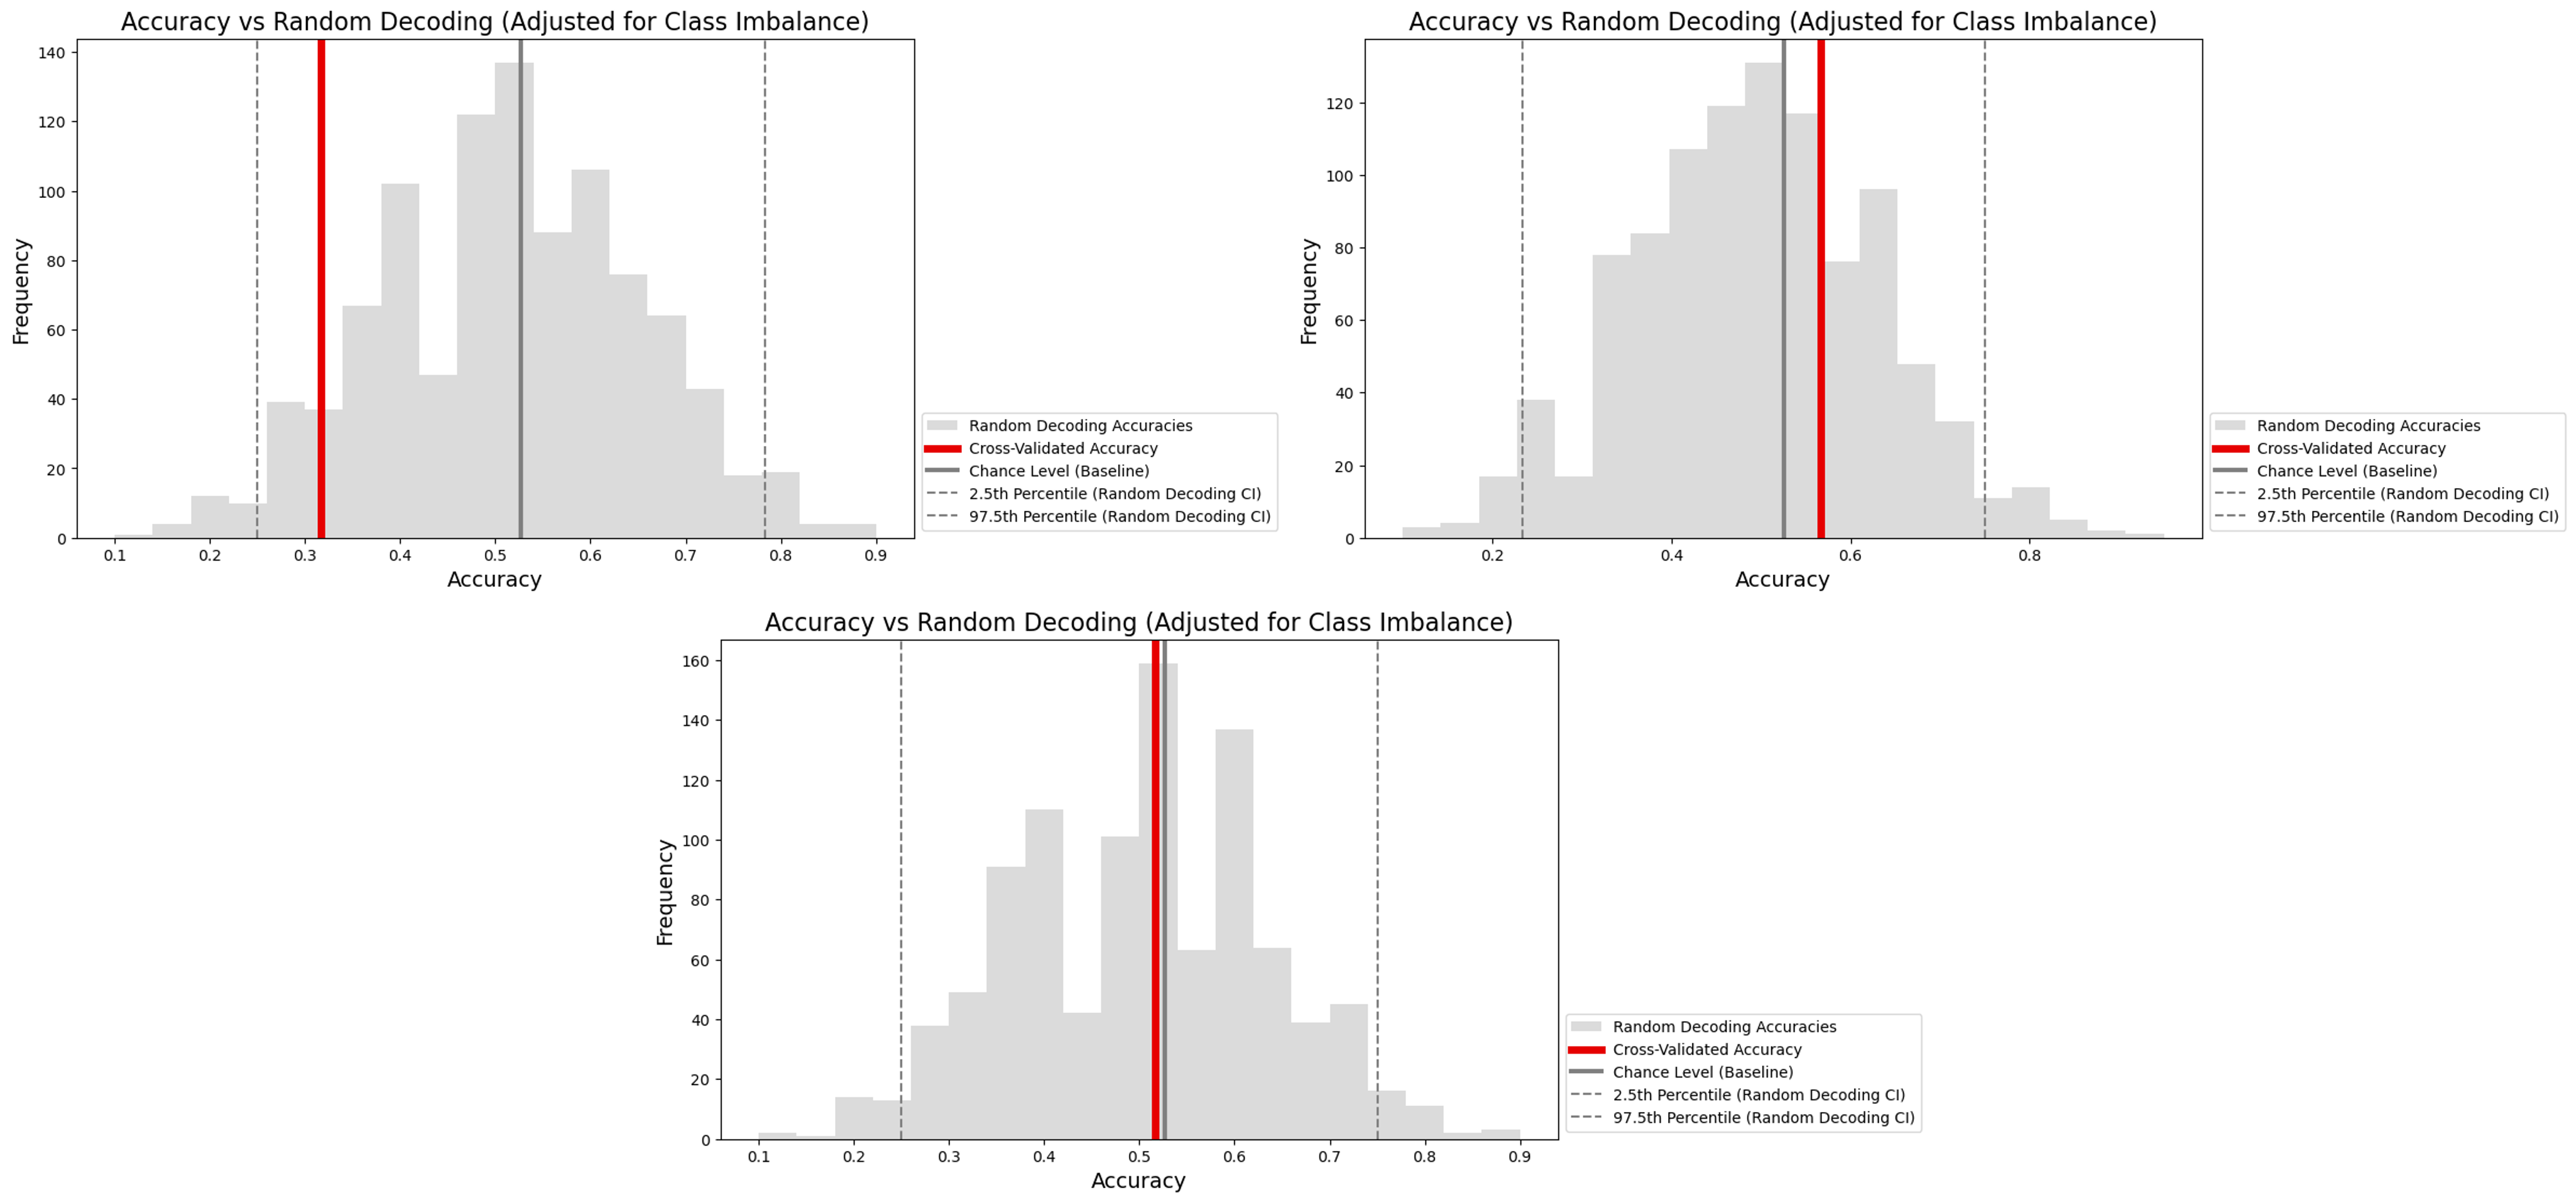 Accuracy vs Random Decoding (Adjusted for Class Imbalance)
140
120
100
80
60
40
20
0
Frequency
0.1 0.2 0.3 0.4 0.5 0.6 0.7 0.8 0.9
Accuracy
Random Decoding Accuracies
Cross-Validated Accuracy
Chance Level (Baseline)
2.5th Percentile (Random Decoding CI)
97.5th Percentile (Random Decoding CI)
Accuracy vs Random Decoding (Adjusted for Class Imbalance)
120
100
80
60
40
20
0
Frequency
0.2 0.4 0.6 0.8
Accuracy
Random Decoding Accuracies
Cross-Validated Accuracy
Chance Level (Baseline)
2.5th Percentile (Random Decoding CI)
97.5th Percentile (Random Decoding CI)
Accuracy vs Random Decoding (Adjusted for Class Imbalance)
160
140
120
100
80
60
40
20
0
Frequency
0.1 0.2 0.3 0.4 0.5 0.6 0.7 0.8 0.9
Accuracy
Random Decoding Accuracies
Cross-Validated Accuracy
Chance Level (Baseline)
2.5th Percentile (Random Decoding CI)
97.5th Percentile (Random Decoding CI)